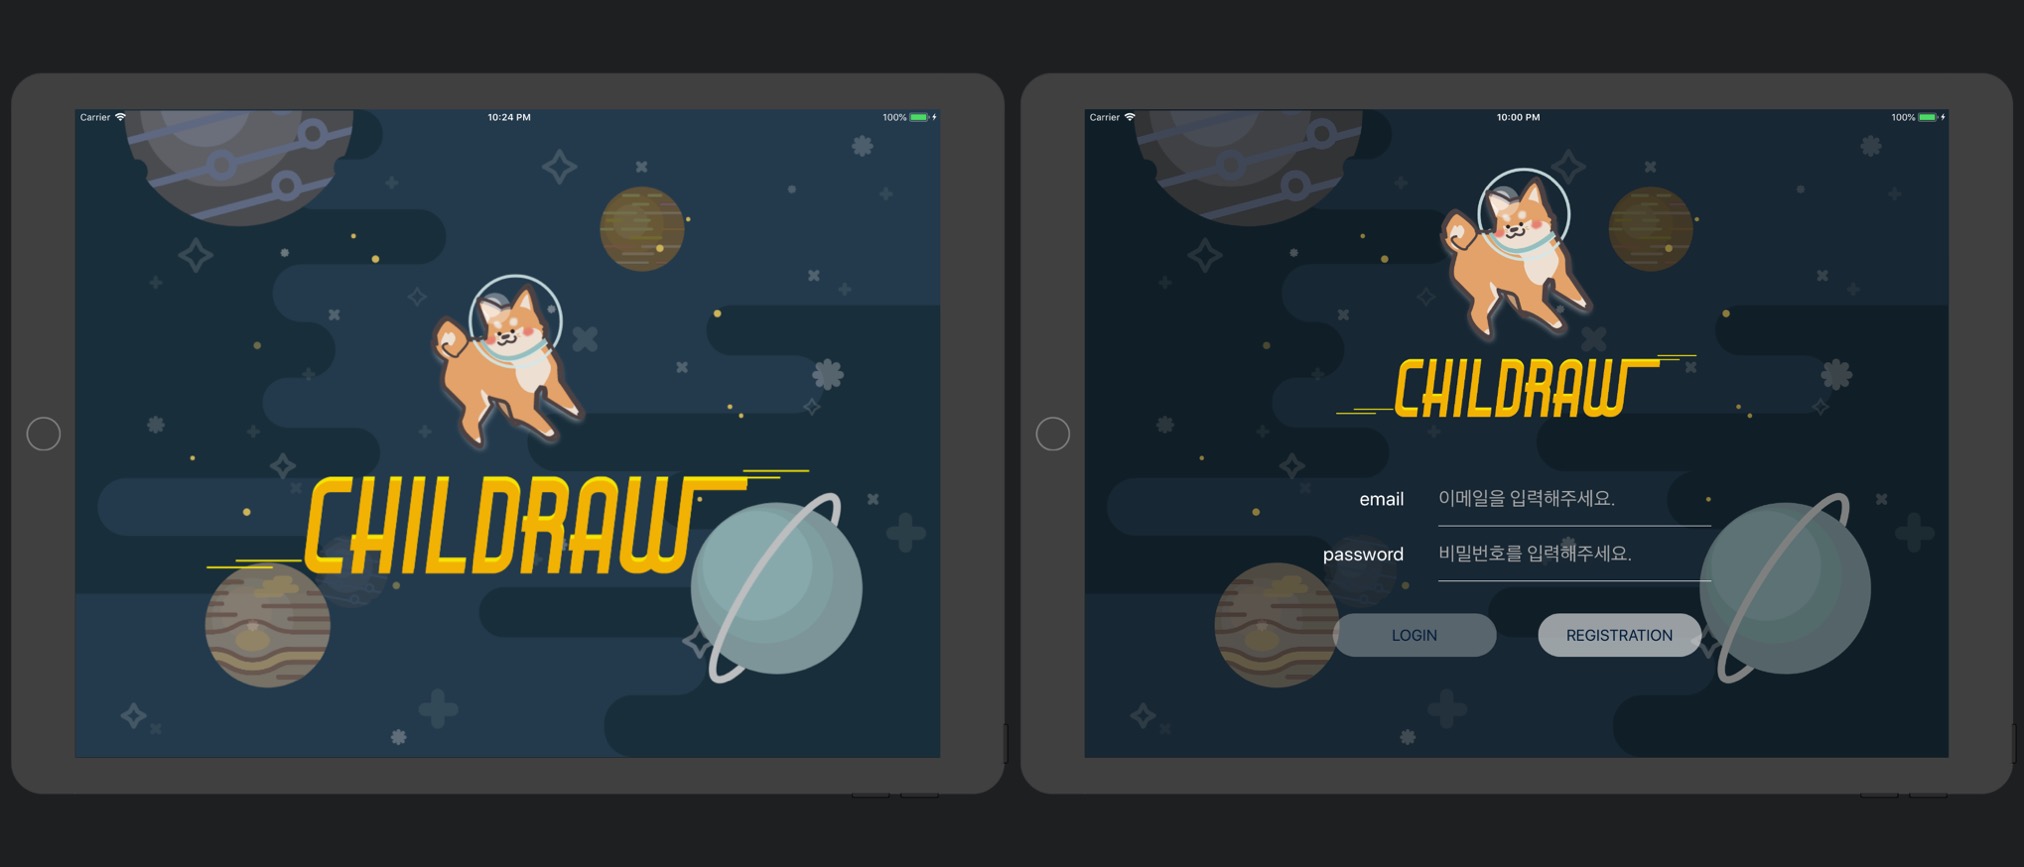 Carrier 10:24 PM 100%
CHILDRAW
Carrier 10:00 PM 100%
CHILDRAW
email 이메일을 입력해주세요.
password 비밀번호를 입력해주세요.
LOGIN REGISTRATION